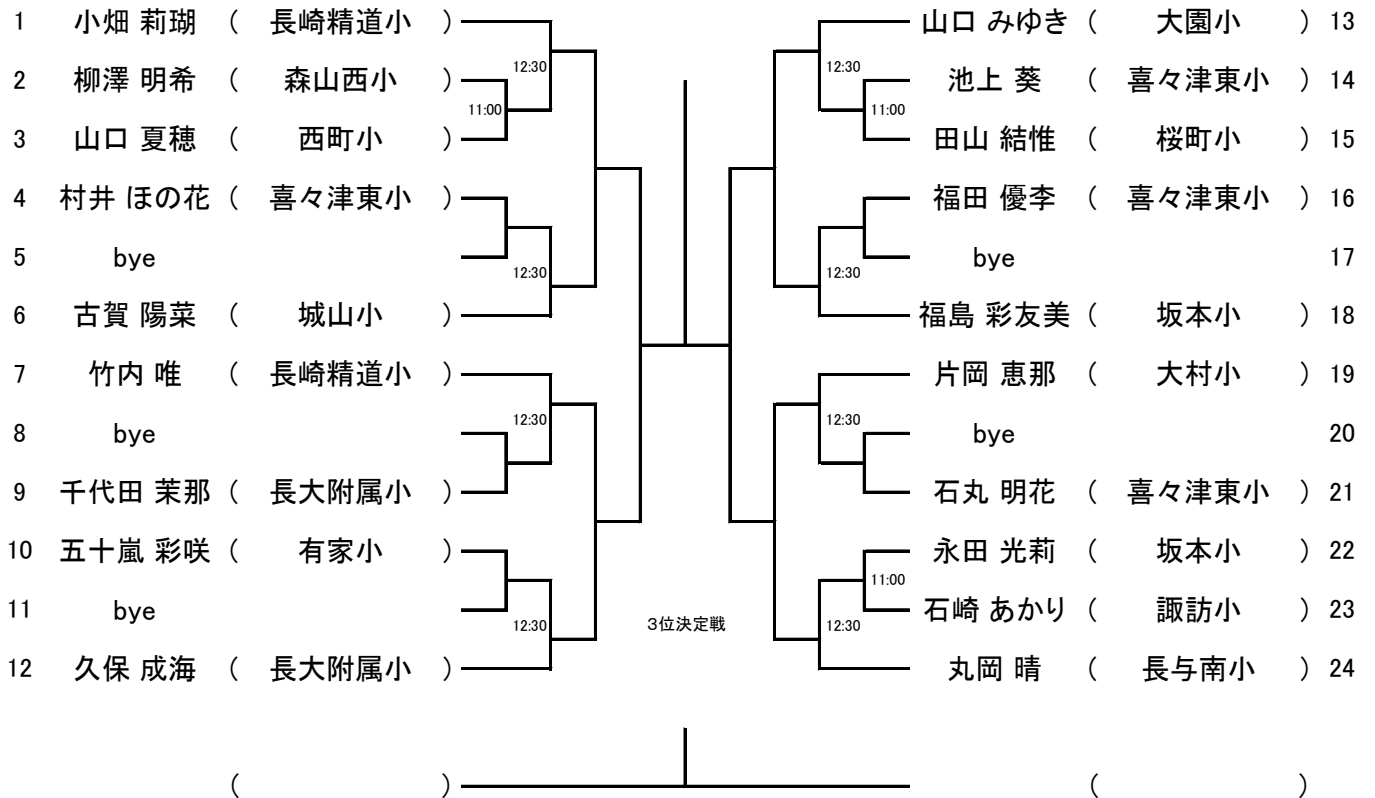 1 小畑 莉瑚 ( 長崎精道小 ) 山口 みゆき ( 大園小 ) 13
12:30 12:30
2 柳澤 明希 ( 森山西小 ) 池上 葵 ( 喜々津東小 ) 14
11:00 11:00
3 山口 夏穂 ( 西町小 ) 田山 結惟 ( 桜町小 ) 15
4 村井 ほの花 ( 喜々津東小 ) 福田 優李 ( 喜々津東小 ) 16
5 bye bye 17
12:30 12:30
6 古賀 陽菜 ( 城山小 ) 福島 彩友美 ( 坂本小 ) 18
7 竹内 唯 ( 長崎精道小 ) 片岡 恵那 ( 大村小 ) 19
12:30 12:30
8 bye bye 20
9 千代田 茉那 ( 長大附属小 ) 石丸 明花 ( 喜々津東小 ) 21
10 五十嵐 彩咲 ( 有家小 ) 永田 光莉 ( 坂本小 ) 22
11:00
11 bye 石崎 あかり ( 諏訪小 ) 23
12:30 3位決定戦 12:30
12 久保 成海 ( 長大附属小 ) 丸岡 晴 ( 長与南小 ) 24
( ) ( )